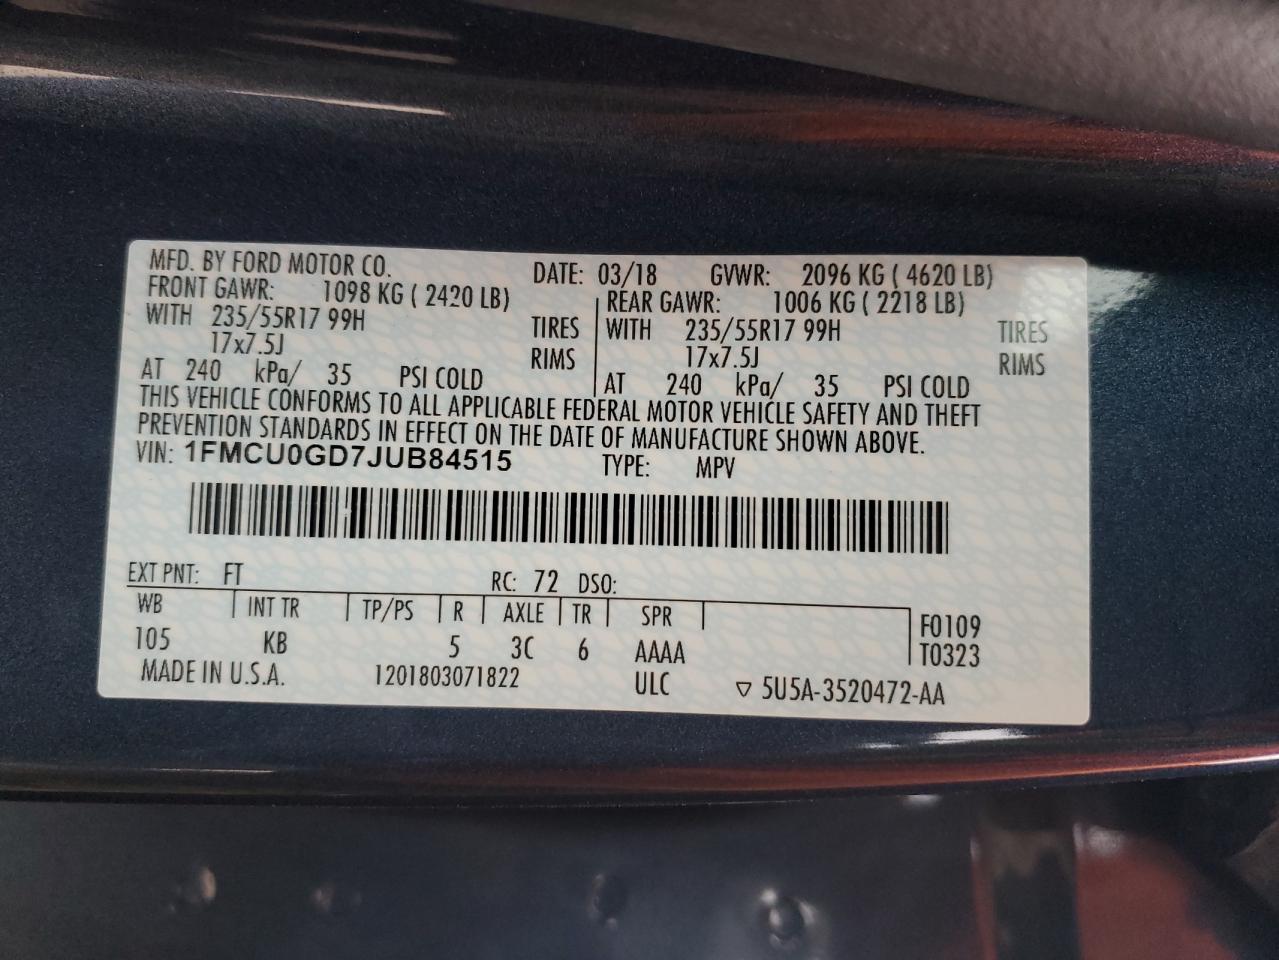 MFD. BY FORD MOTOR CO. DATE: 03/18 GVWR: 2096 KG ( 4620 LB)
FRONT GAWR: 1098 KG ( 2420 LB) REAR GAWR: 1006 KG ( 2218 LB)
WITH 235/55R17 99H TIRES WITH 235/55R17 99H TIRES
17x7.5J RIMS 17x7.5J RIMS
AT 240 kPa/ 35 PSI COLD AT 240 kPa/ 35 PSI COLD
THIS VEHICLE CONFORMS TO ALL APPLICABLE FEDERAL MOTOR VEHICLE SAFETY AND THEFT
PREVENTION STANDARDS IN EFFECT ON THE DATE OF MANUFACTURE SHOWN ABOVE.
VIN: 1FMCU0GD7JUB84515 TYPE: MPV
EXT PNT: FT RC: 72 DSO:
WB INT TR TP/PS R AXLE TR SPR F0109
105 KB 5 3C 6 AAAA T0323
MADE IN U.S.A. 1201803071822 ULC ▽ 5U5A-3520472-AA